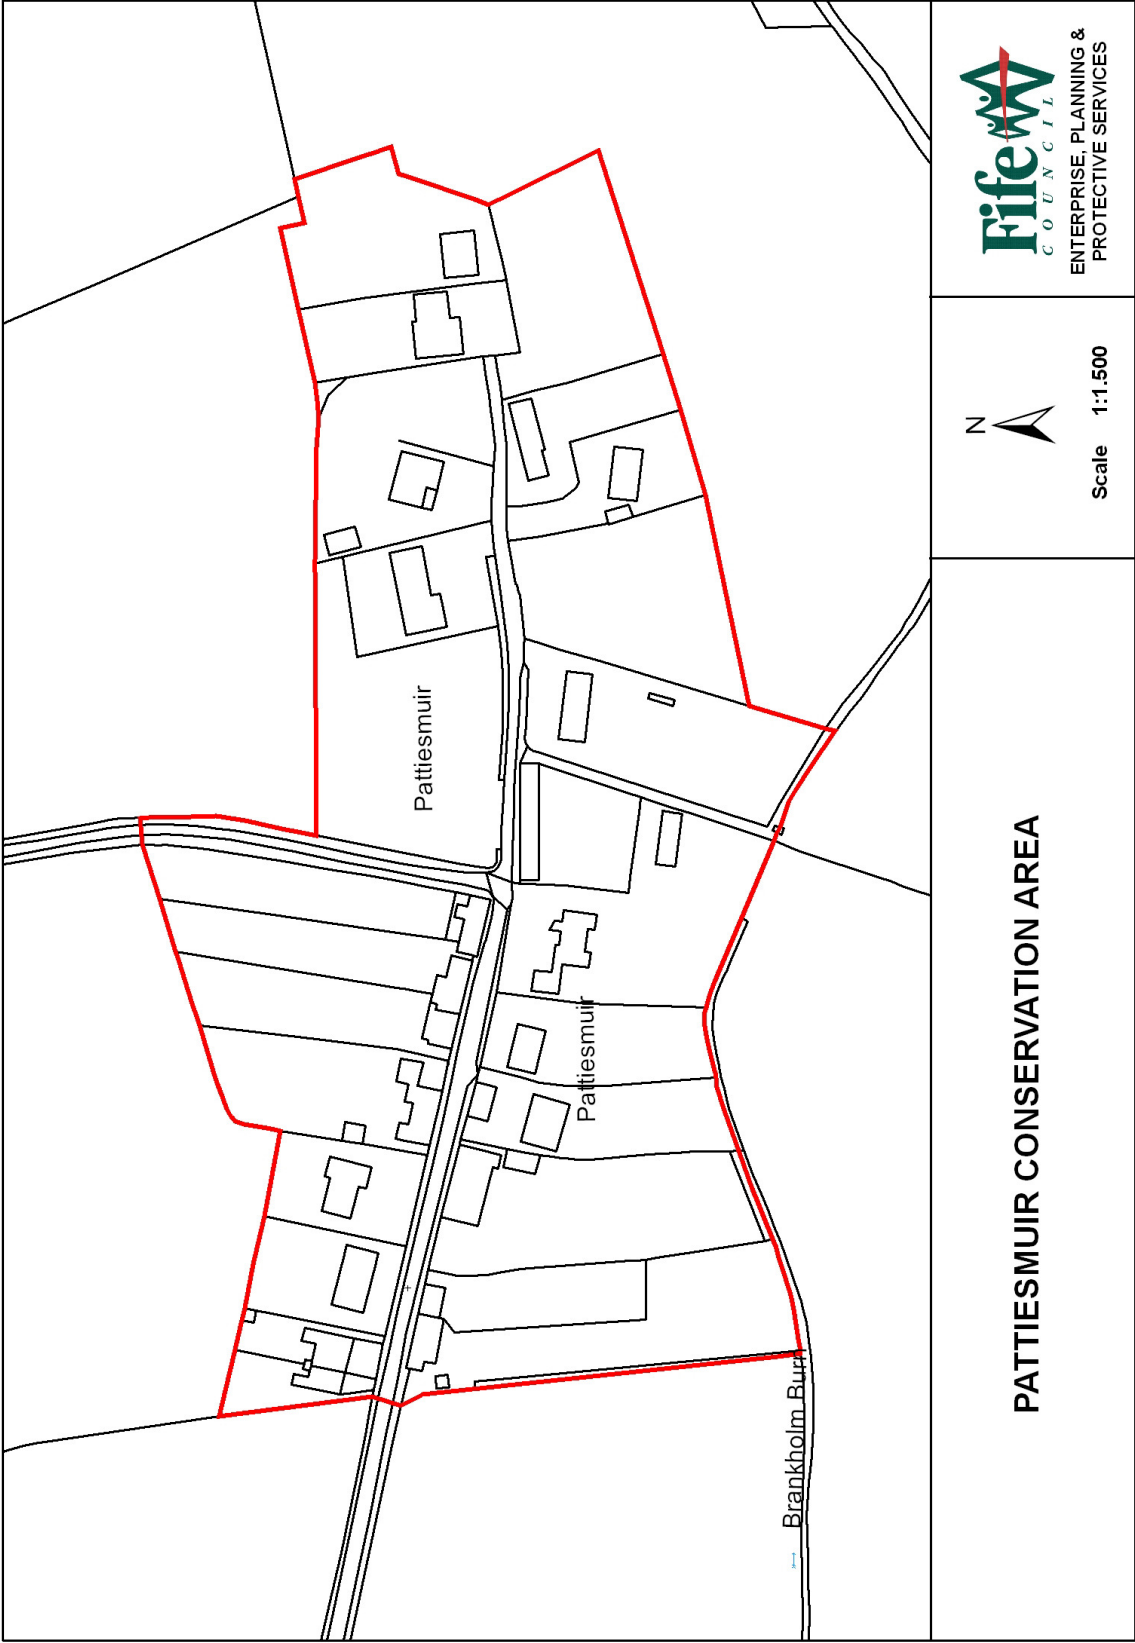 Pattiesmuir
Pattiesmuir
Brankholm Burn
PATTIESMUIR CONSERVATION AREA
N
Scale 1:1.500
Fife
COUNCIL
ENTERPRISE, PLANNING &
PROTECTIVE SERVICES